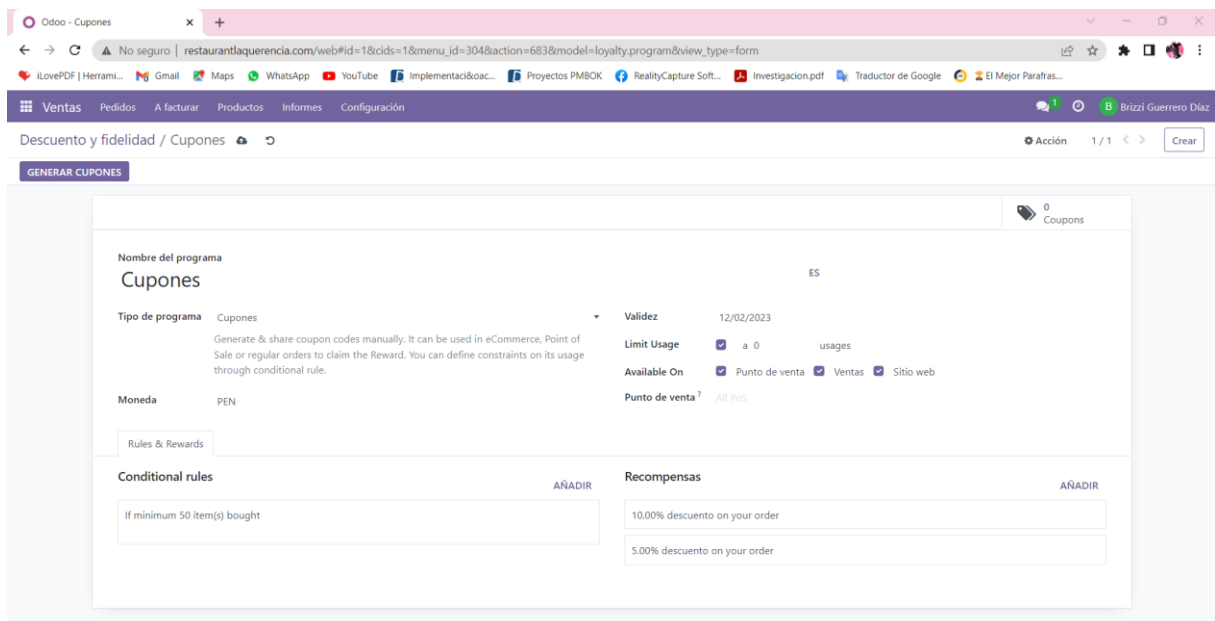 Odoo - Cupones
No seguro | restaurantlaquerencia.com/web#id=1&cids=1&menu_id=304&action=683&model=loyalty.program&view_type=form
iLovePDF | Herrami... Gmail Maps WhatsApp YouTube Implementaci&oac... Proyectos PMBOK RealityCapture Soft... Investigacion.pdf Traductor de Google El Mejor Parafras...
Ventas Pedidos A facturar Productos Informes Configuración 1 B Brizzi Guerrero Díaz
Descuento y fidelidad / Cupones Acción 1 / 1 Crear
GENERAR CUPONES
0
Coupons
Nombre del programa
Cupones ES
Tipo de programa Cupones Validez 12/02/2023
Generate & share coupon codes manually. It can be used in eCommerce, Point of
Sale or regular orders to claim the Reward. You can define constraints on its usage
through conditional rule.
Limit Usage a 0 usages
Available On Punto de venta Ventas Sitio web
Moneda PEN Punto de venta ? All PoS
Rules & Rewards
Conditional rules AÑADIR Recompensas AÑADIR
If minimum 50 item(s) bought 10.00% descuento on your order
5.00% descuento on your order